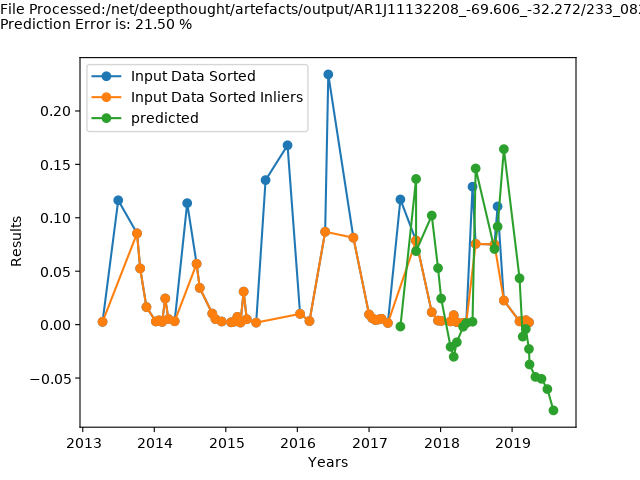 File Processed:/net/deepthought/artefacts/output/AR1J11132208_-69.606_-32.272/233_08
Prediction Error is: 21.50 %
Input Data Sorted
Input Data Sorted Inliers
predicted
0.20
0.15
0.10
0.05
0.00
−0.05
Results
2013 2014 2015 2016 2017 2018 2019
Years